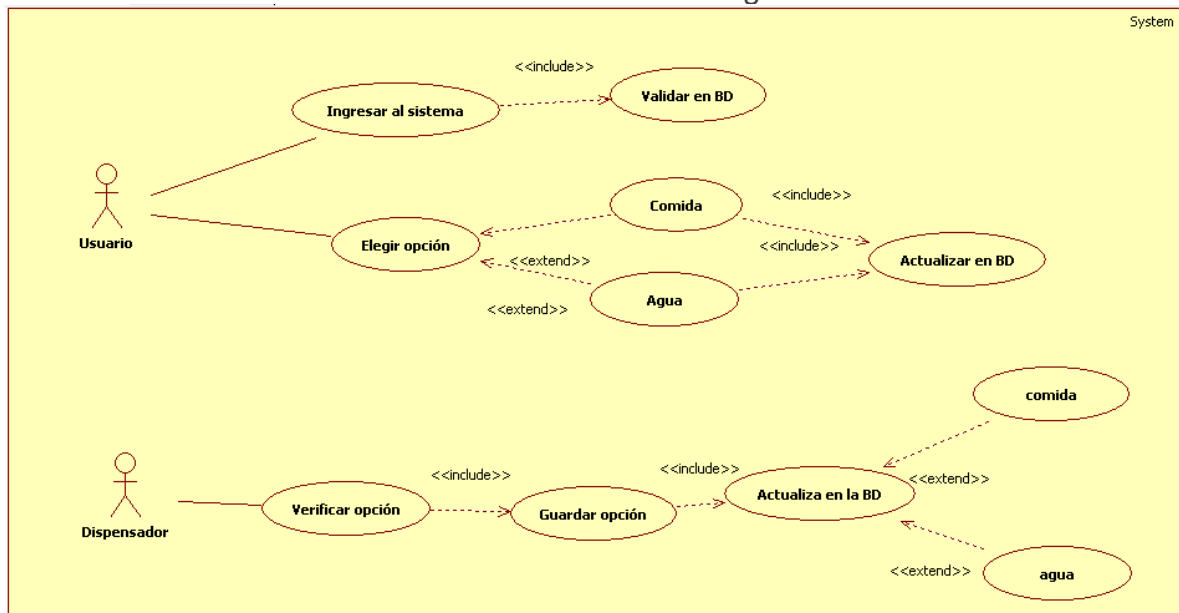 System
<<include>>
Ingresar al sistema
Validar en BD
<<include>>
Comida
Usuario
Elegir opción
<<include>>
<<extend>>
Actualizar en BD
Agua
<<extend>>
comida
<<include>>
<<include>>
<<extend>>
Actualiza en la BD
Verificar opción
Guardar opción
Dispensador
<<extend>>
agua